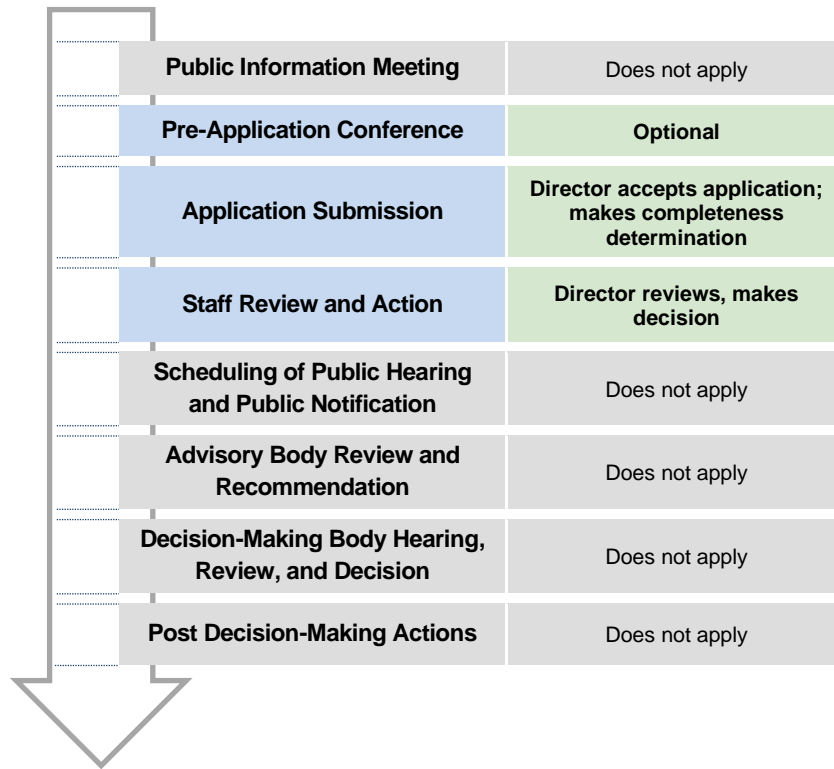 Public Information Meeting
Does not apply
Pre-Application Conference
Optional
Application Submission
Director accepts application;
makes completeness
determination
Staff Review and Action
Director reviews, makes
decision
Scheduling of Public Hearing
and Public Notification
Does not apply
Advisory Body Review and
Recommendation
Does not apply
Decision-Making Body Hearing,
Review, and Decision
Does not apply
Post Decision-Making Actions
Does not apply